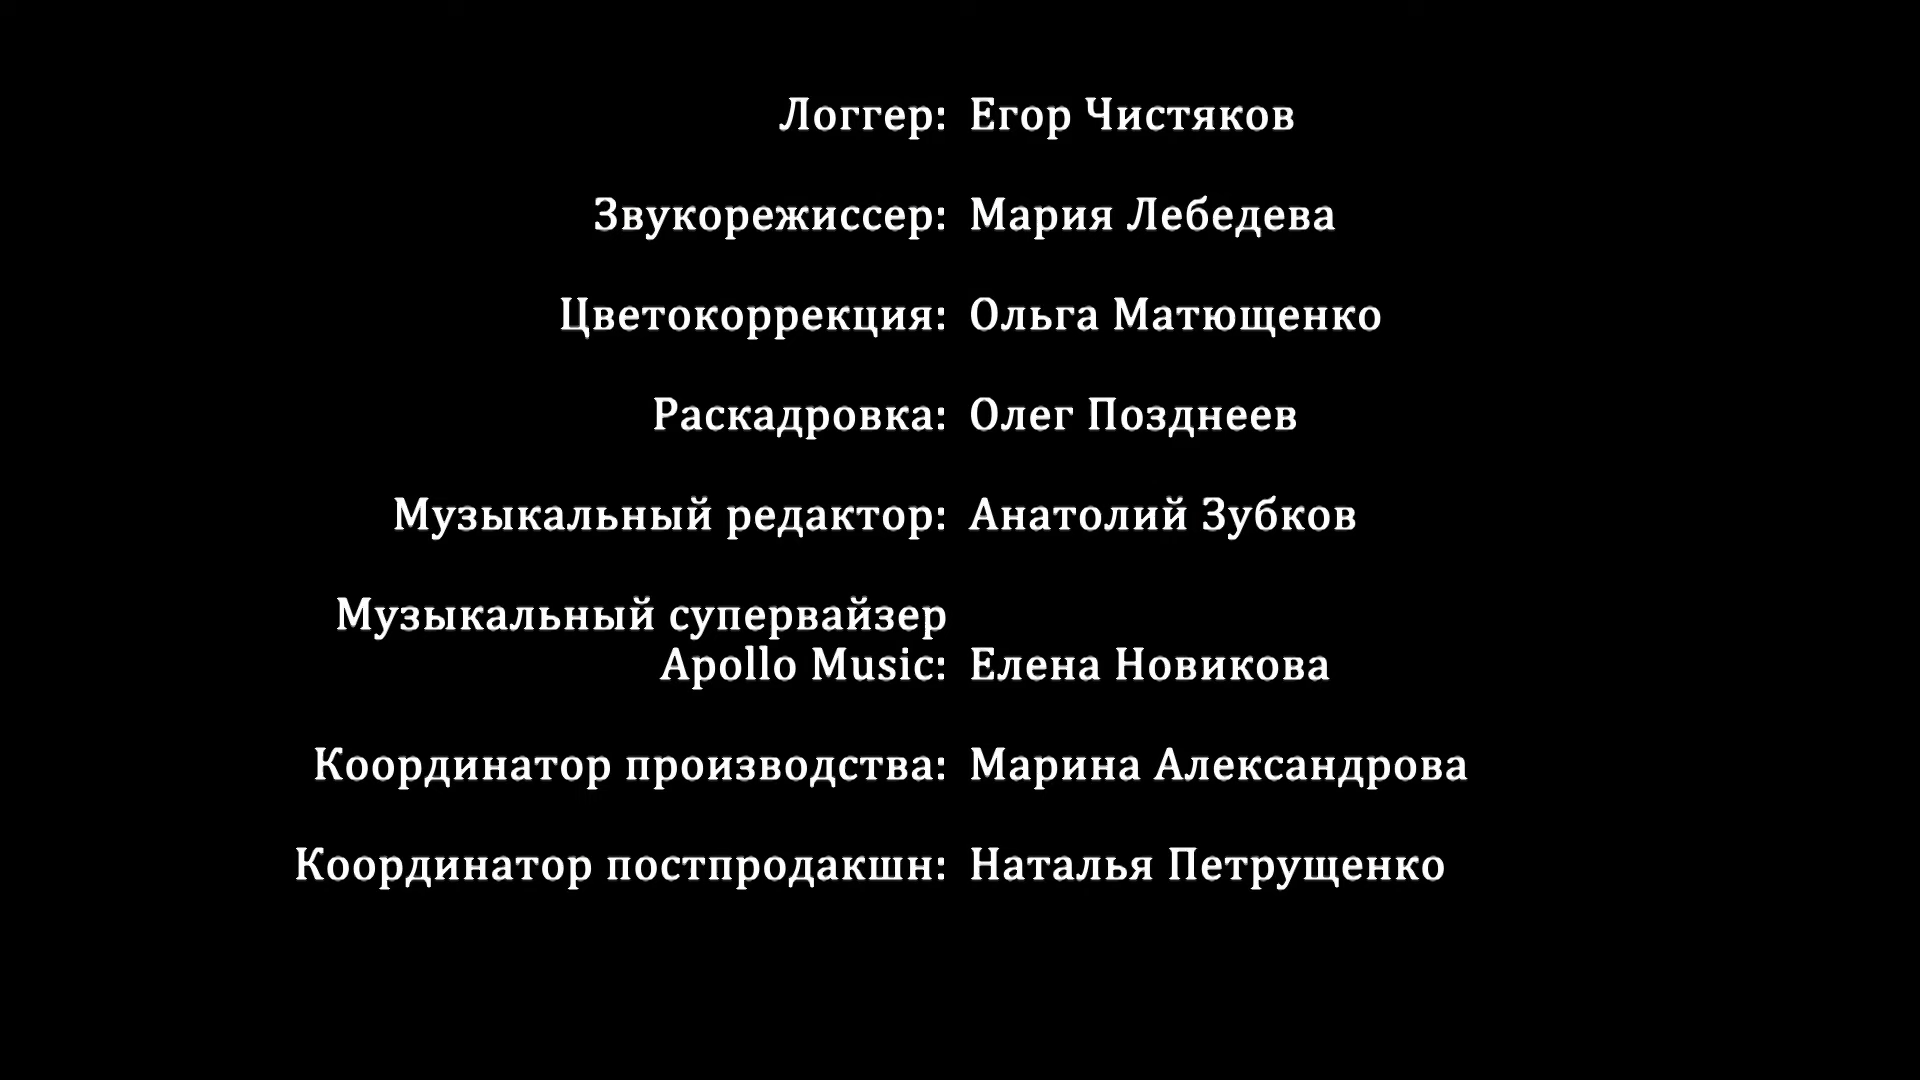 Логгер: Егор Чистяков
Звукорежиссер: Мария Лебедева
Цветокоррекция: Ольга Матющенко
Раскадровка: Олег Позднеев
Музыкальный редактор: Анатолий Зубков
Музыкальный супервайзер
Apollo Music: Елена Новикова
Координатор производства: Марина Александрова
Координатор постпродакшн: Наталья Петрущенко